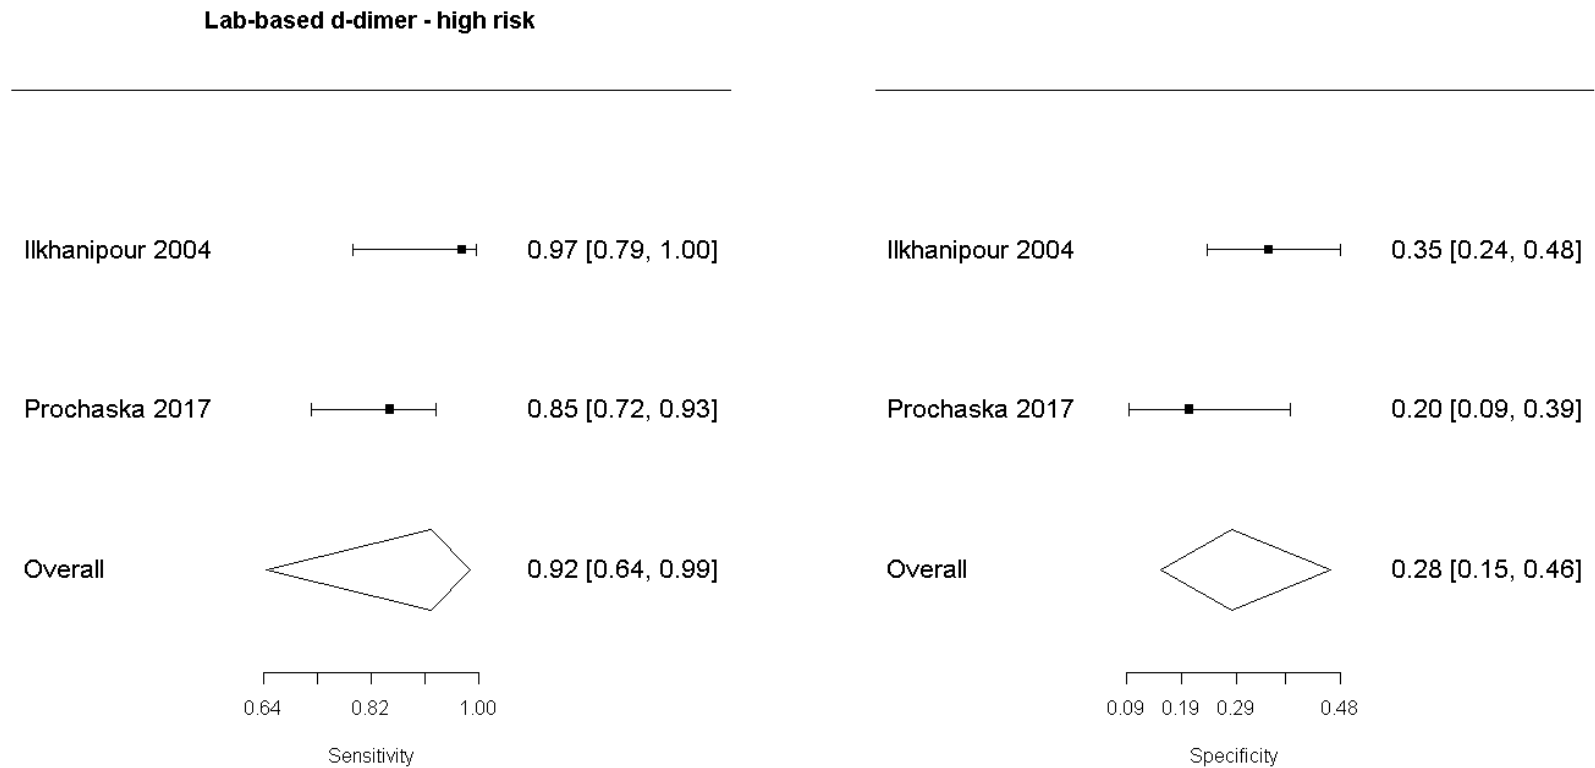 Lab-based d-dimer - high risk
Ilkhanipour 2004 0.97 [0.79, 1.00]
Prochaska 2017 0.85 [0.72, 0.93]
Overall 0.92 [0.64, 0.99]
0.64 0.82 1.00
Sensitivity
Ilkhanipour 2004 0.35 [0.24, 0.48]
Prochaska 2017 0.20 [0.09, 0.39]
Overall 0.28 [0.15, 0.46]
0.09 0.19 0.29 0.48
Specificity